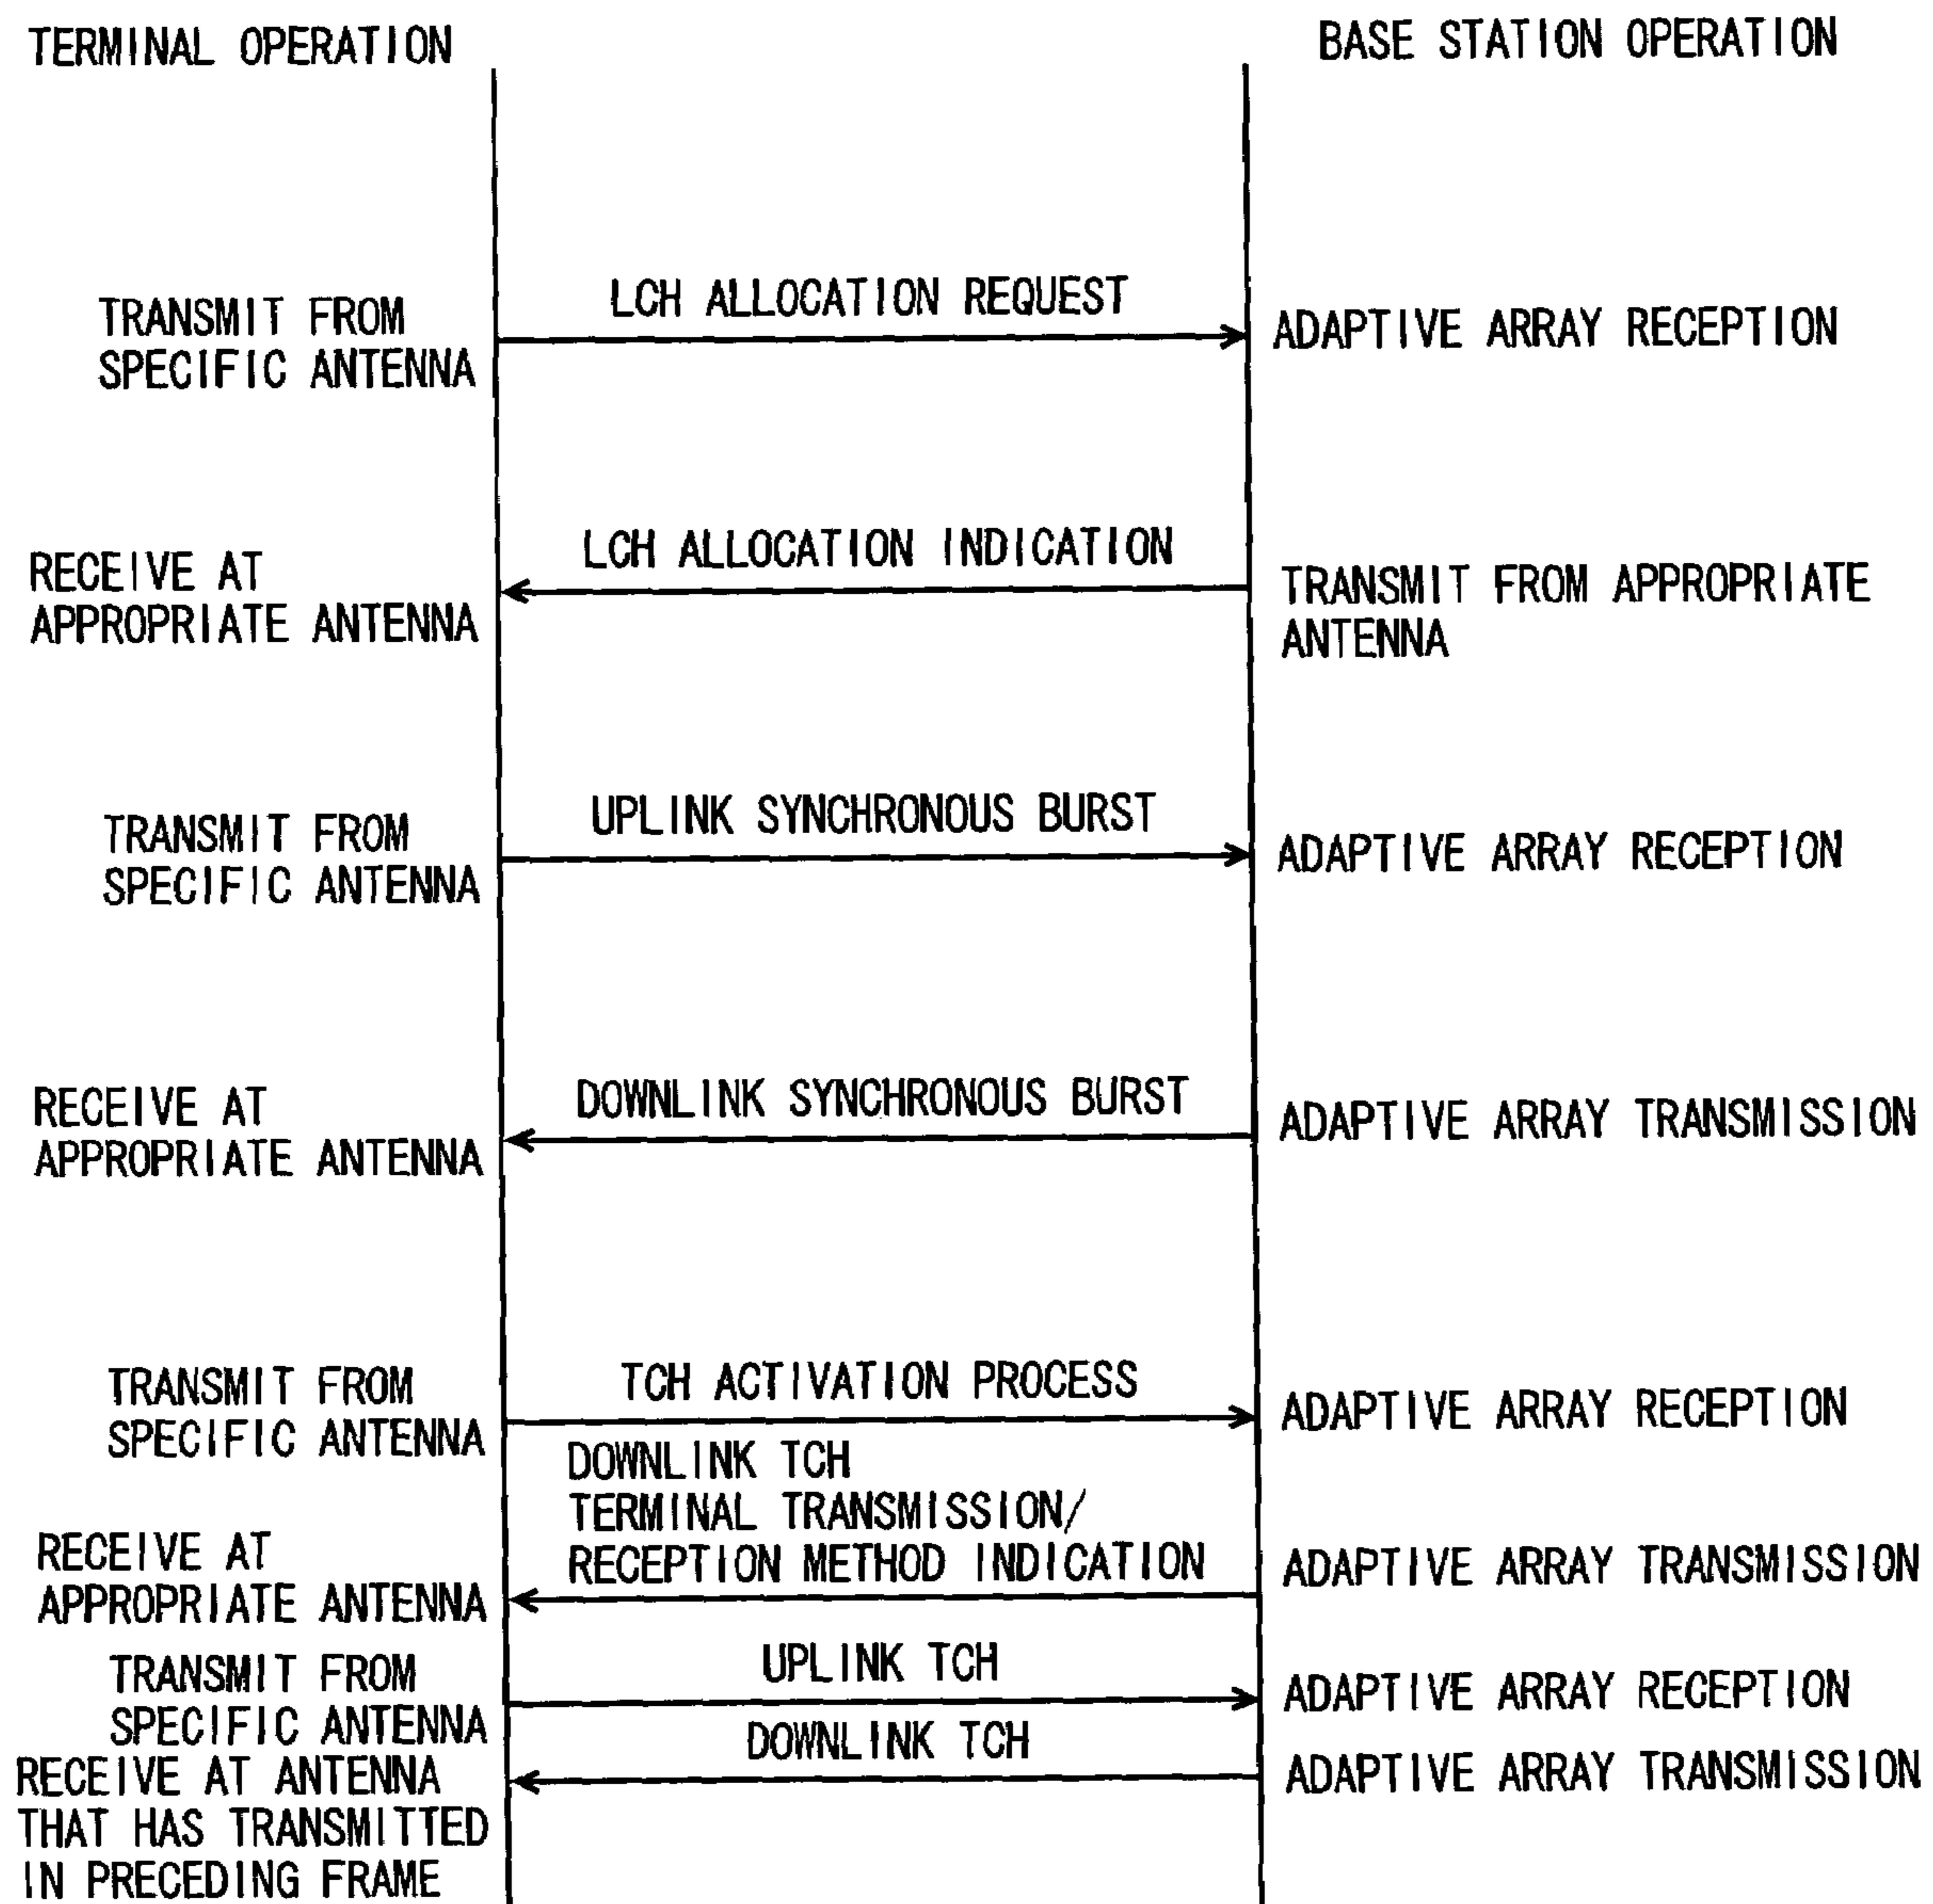 TERMINAL OPERATION
BASE STATION OPERATION
TRANSMIT FROM
SPECIFIC ANTENNA
LCH ALLOCATION REQUEST
ADAPTIVE ARRAY RECEPTION
RECEIVE AT
APPROPRIATE ANTENNA
LCH ALLOCATION INDICATION
TRANSMIT FROM APPROPRIATE
ANTENNA
TRANSMIT FROM
SPECIFIC ANTENNA
UPLINK SYNCHRONOUS BURST
ADAPTIVE ARRAY RECEPTION
RECEIVE AT
APPROPRIATE ANTENNA
DOWNLINK SYNCHRONOUS BURST
ADAPTIVE ARRAY TRANSMISSION
TRANSMIT FROM
SPECIFIC ANTENNA
TCH ACTIVATION PROCESS
ADAPTIVE ARRAY RECEPTION
RECEIVE AT
APPROPRIATE ANTENNA
DOWNLINK TCH
TERMINAL TRANSMISSION/
RECEPTION METHOD INDICATION
ADAPTIVE ARRAY TRANSMISSION
TRANSMIT FROM
SPECIFIC ANTENNA
UPLINK TCH
ADAPTIVE ARRAY RECEPTION
RECEIVE AT ANTENNA
THAT HAS TRANSMITTED
IN PRECEDING FRAME
DOWNLINK TCH
ADAPTIVE ARRAY TRANSMISSION